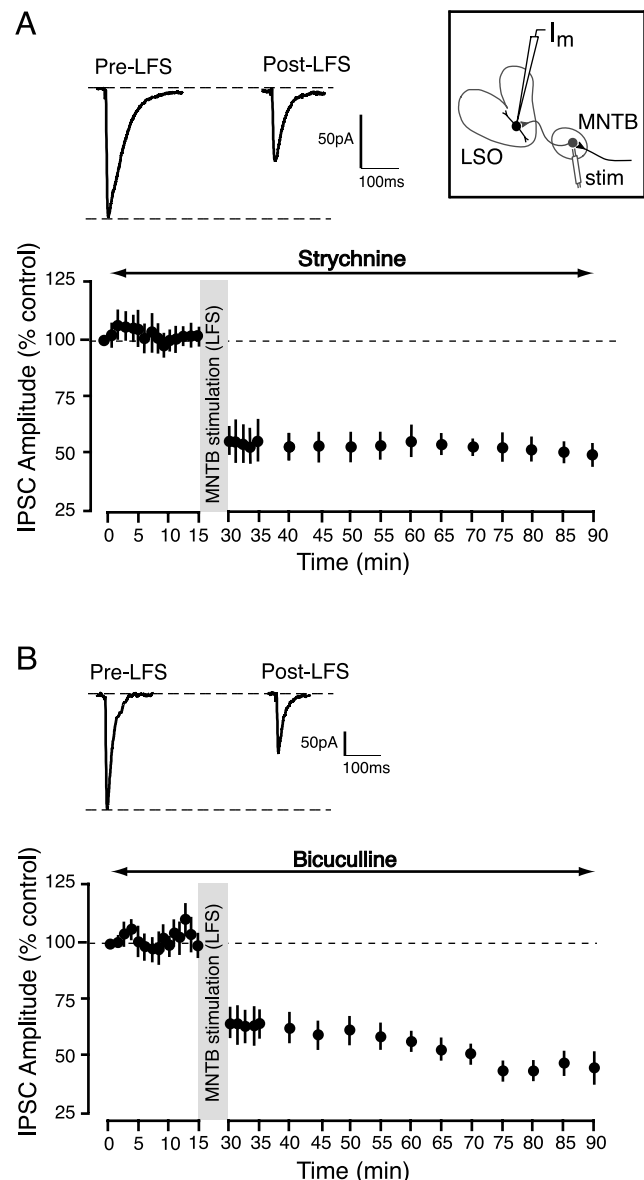 A
Pre-LFS
Post-LFS
50pA
100ms
I_m
LSO
MNTB
stim
Strychnine
IPSC Amplitude (% control)
125
100
75
50
25
MNTB stimulation (LFS)
0 5 10 15 30 35 40 45 50 55 60 65 70 75 80 85 90
Time (min)
B
Pre-LFS
Post-LFS
50pA
100ms
Bicuculline
IPSC Amplitude (% control)
125
100
75
50
25
MNTB stimulation (LFS)
0 5 10 15 30 35 40 45 50 55 60 65 70 75 80 85 90
Time (min)